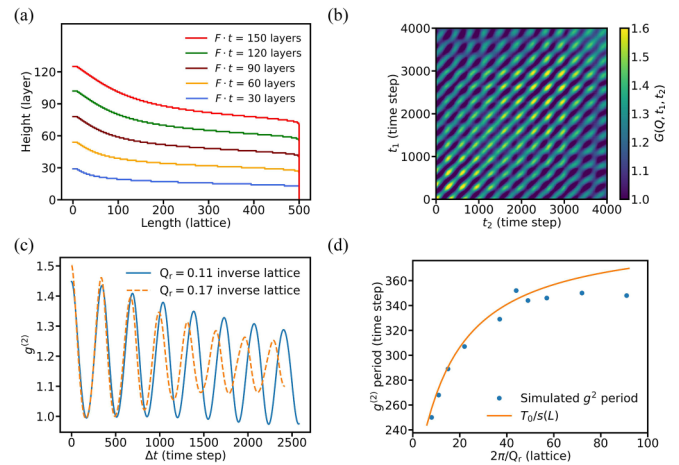 (a)
F · t = 150 layers
F · t = 120 layers
F · t = 90 layers
F · t = 60 layers
F · t = 30 layers
Height (layer)
120
90
60
30
0
0 100 200 300 400 500
Length (lattice)
(b)
4000
3000
2000
1000
0
t₁ (time step)
0 1000 2000 3000 4000
t₂ (time step)
1.6
1.5
1.4
1.3
1.2
1.1
1.0
G(Q, t₁, t₂)
(c)
Qᵣ = 0.11 inverse lattice
Qᵣ = 0.17 inverse lattice
1.5
1.4
1.3
1.2
1.1
1.0
g⁽²⁾
0 500 1000 1500 2000 2500
Δt (time step)
(d)
360
340
320
300
280
260
240
g⁽²⁾ period (time step)
Simulated g² period
T₀/s(L)
0 20 40 60 80 100
2π/Qᵣ (lattice)